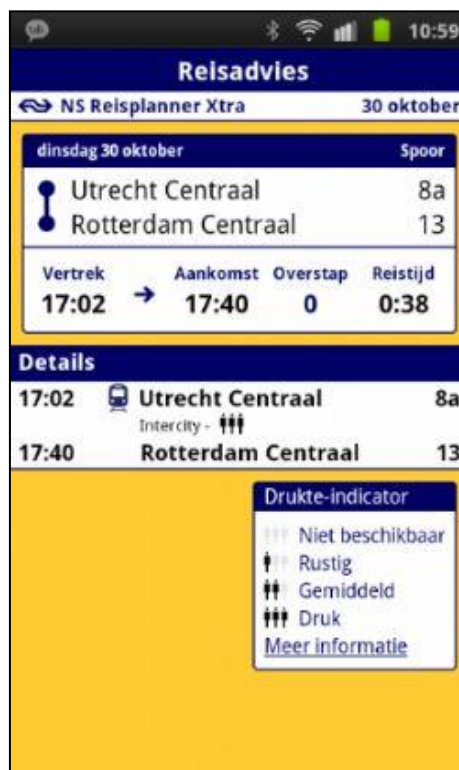 10:59
Reisadvies
NS Reisplanner Xtra 30 oktober
dinsdag 30 oktober Spoor
Utrecht Centraal 8a
Rotterdam Centraal 13
Vertrek Aankomst Overstap Reistijd
17:02 17:40 0 0:38
Details
17:02 Utrecht Centraal 8a
Intercity -
17:40 Rotterdam Centraal 13
Drukte-indicator
Niet beschikbaar
Rustig
Gemiddeld
Druk
Meer informatie